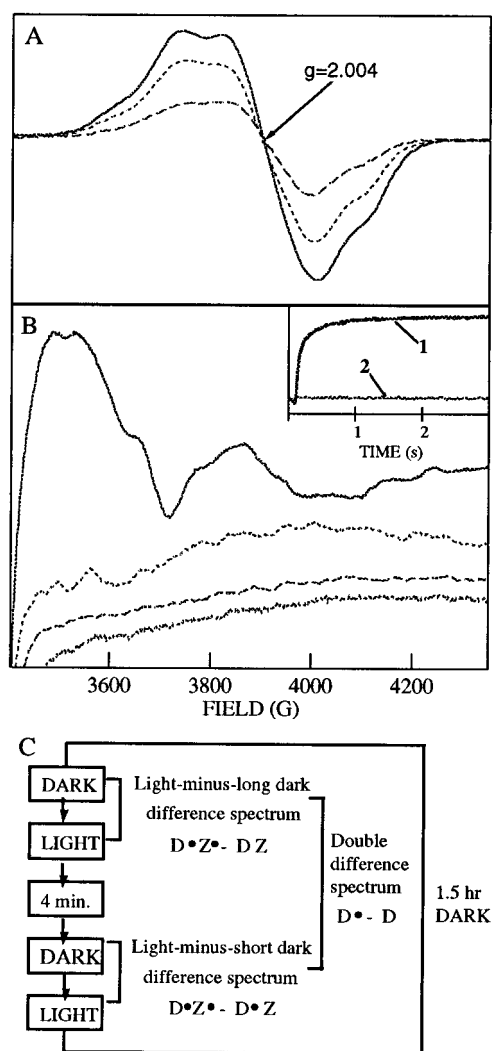 A
g=2.004
B
1
2
1 2
TIME (s)
3600 3800 4000 4200
FIELD (G)
C
DARK
LIGHT
4 min.
DARK
LIGHT
Light-minus-long dark
difference spectrum
D•Z•- D Z
Light-minus-short dark
difference spectrum
D•Z• - D•Z
Double
difference
spectrum
D• - D
1.5 hr
DARK